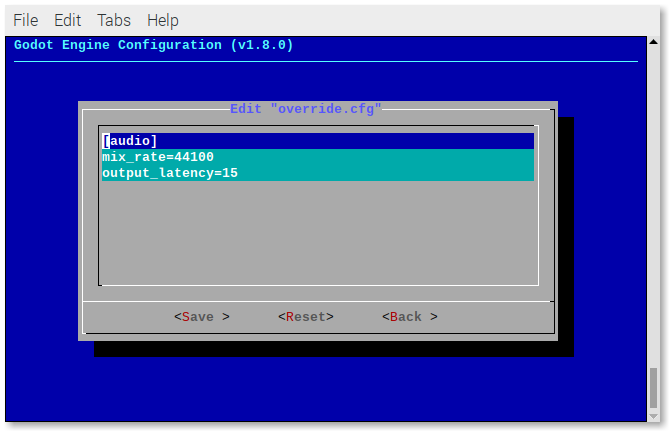 File Edit Tabs Help
Godot Engine Configuration (v1.8.0)
Edit "override.cfg"
[audio]
mix_rate=44100
output_latency=15
<Save > <Reset> <Back >